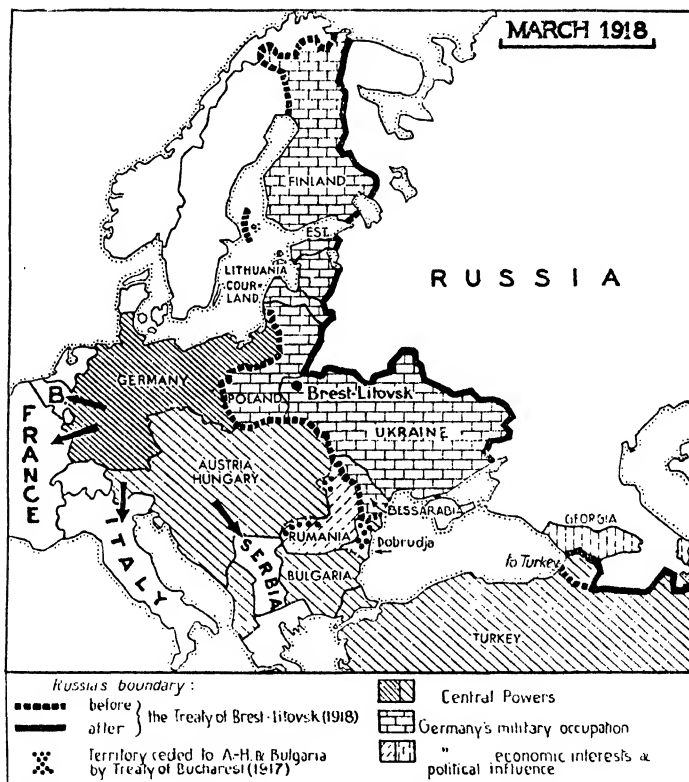 MARCH 1918
FINLAND
EST.
LITHUANIA
COUR-
LAND
RUSSIA
GERMANY
B
FRANCE
POLAND
Brest-Litovsk
UKRAINE
AUSTRIA
HUNGARY
BESSARABIA
RUMANIA
Dobrudja
GEORGIA
to Turkey
ITALY
SERBIA
BULGARIA
TURKEY
Russia's boundary :
before
after } the Treaty of Brest-Litovsk (1918)
Territory ceded to A.-H. & Bulgaria
by Treaty of Bucharest (1917)
Central Powers
Germany's military occupation
" economic interests &
political influence